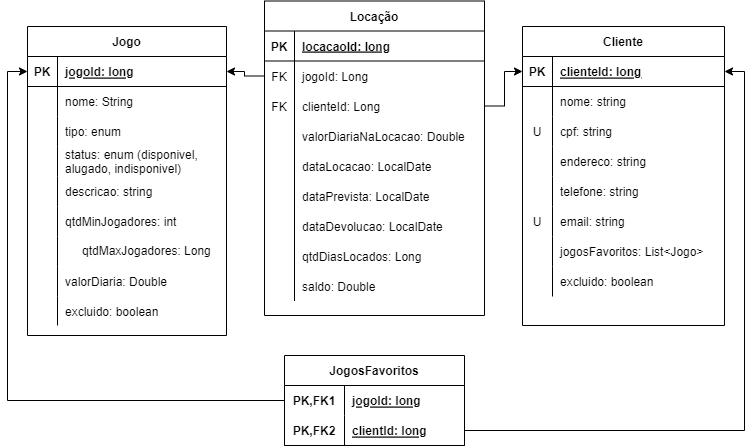 Jogo
PK jogoId: long
nome: String
tipo: enum
status: enum (disponivel,
alugado, indisponivel)
descricao: string
qtdMinJogadores: int
qtdMaxJogadores: Long
valorDiaria: Double
excluido: boolean
Locação
PK locacaoId: long
FK jogoId: Long
FK clienteId: Long
valorDiariaNaLocacao: Double
dataLocacao: LocalDate
dataPrevista: LocalDate
dataDevolucao: LocalDate
qtdDiasLocados: Long
saldo: Double
Cliente
PK clienteId: long
nome: string
U cpf: string
endereco: string
telefone: string
U email: string
jogosFavoritos: List<Jogo>
excluido: boolean
JogosFavoritos
PK,FK1 jogoId: long
PK,FK2 clientId: long